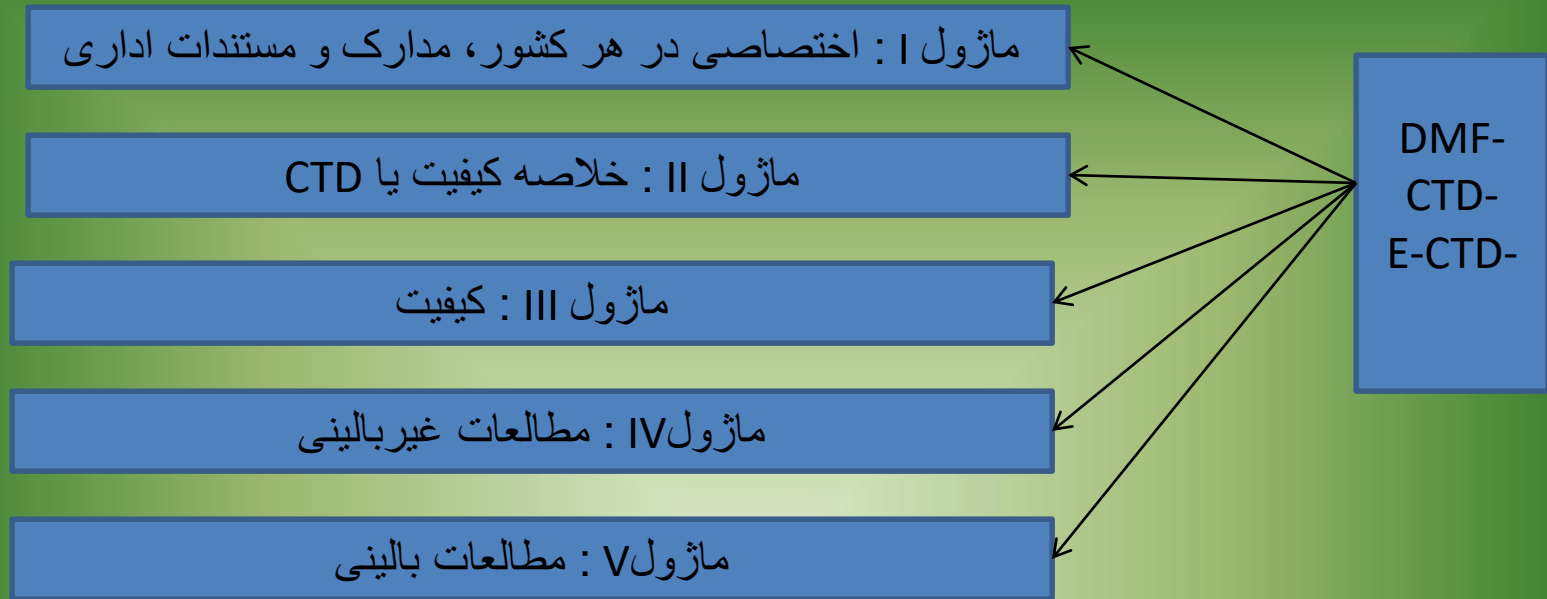 ماژول I : اختصاصی در هر کشور، مدارک و مستندات اداری
ماژول II : خلاصه کیفیت یا CTD
ماژول III : کیفیت
ماژولIV : مطالعات غیربالینی
ماژولV : مطالعات بالینی
DMF-
CTD-
E-CTD-